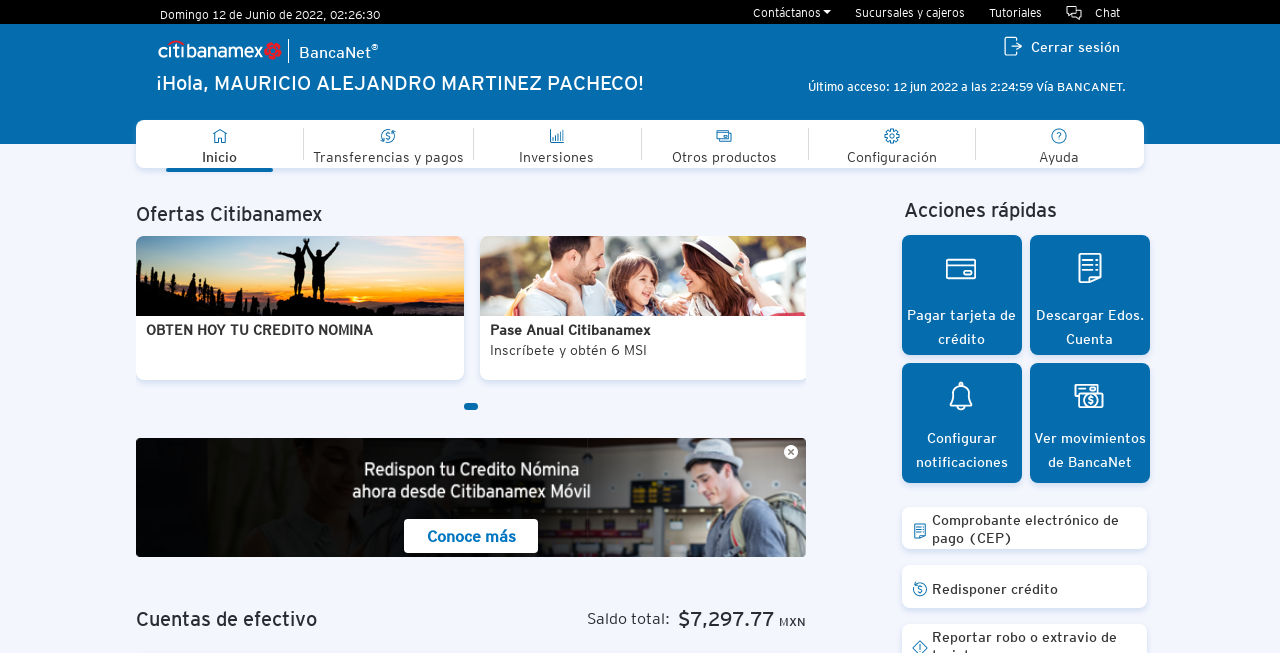 Domingo 12 de Junio de 2022, 02:26:30
Contáctanos
Sucursales y cajeros
Tutoriales
Chat
citibanamex
BancaNet®
Cerrar sesión
¡Hola, MAURICIO ALEJANDRO MARTINEZ PACHECO!
Último acceso: 12 jun 2022 a las 2:24:59 Vía BANCANET.
Inicio
Transferencias y pagos
Inversiones
Otros productos
Configuración
Ayuda
Ofertas Citibanamex
OBTEN HOY TU CREDITO NOMINA
Pase Anual Citibanamex
Inscríbete y obtén 6 MSI
Redispon tu Credito Nómina
ahora desde Citibanamex Móvil
Conoce más
Cuentas de efectivo
Saldo total: $7,297.77 MXN
Acciones rápidas
Pagar tarjeta de
crédito
Descargar Edos.
Cuenta
Configurar
notificaciones
Ver movimientos
de BancaNet
Comprobante electrónico de
pago (CEP)
Redisponer crédito
Reportar robo o extravio de